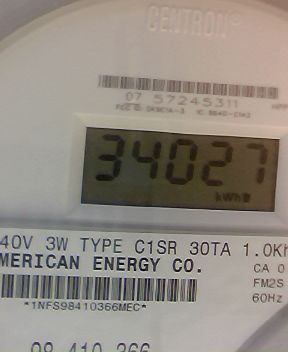 CENTRON®
07 57245311
34027
kWh
40V 3W TYPE C1SR 30TA 1.0Kh
MERICAN ENERGY CO.
CA 0
FM2S
60Hz
*1NFS98410366MEC*
98 410 366